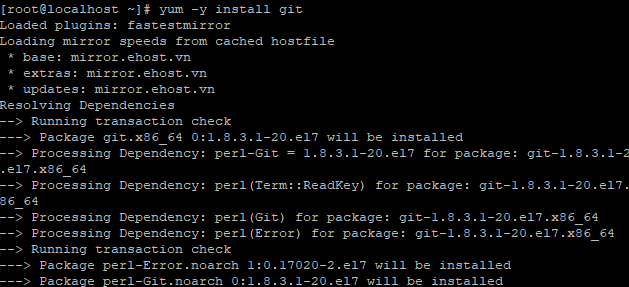 [root@localhost ~]# yum -y install git
Loaded plugins: fastestmirror
Loading mirror speeds from cached hostfile
 * base: mirror.ehost.vn
 * extras: mirror.ehost.vn
 * updates: mirror.ehost.vn
Resolving Dependencies
--> Running transaction check
---> Package git.x86_64 0:1.8.3.1-20.el7 will be installed
--> Processing Dependency: perl-Git = 1.8.3.1-20.el7 for package: git-1.8.3.1-2
.el7.x86_64
--> Processing Dependency: perl(Term::ReadKey) for package: git-1.8.3.1-20.el7.
86_64
--> Processing Dependency: perl(Git) for package: git-1.8.3.1-20.el7.x86_64
--> Processing Dependency: perl(Error) for package: git-1.8.3.1-20.el7.x86_64
--> Running transaction check
---> Package perl-Error.noarch 1:0.17020-2.el7 will be installed
---> Package perl-Git.noarch 0:1.8.3.1-20.el7 will be installed